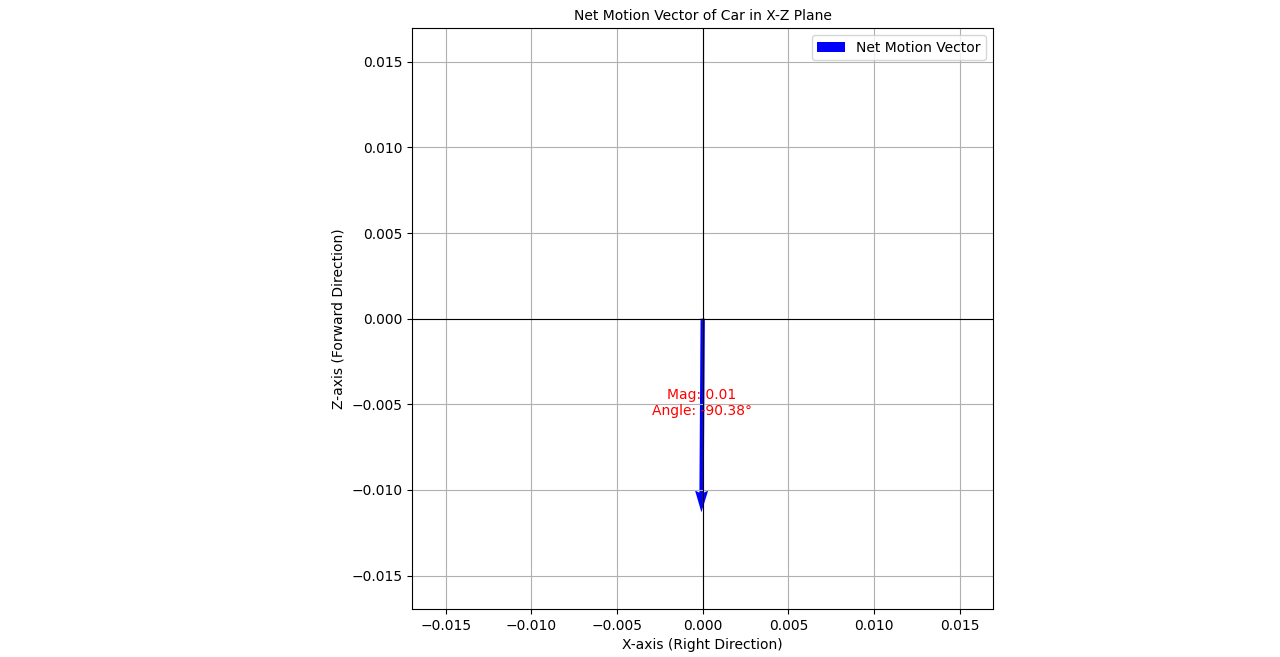 Net Motion Vector of Car in X-Z Plane
Net Motion Vector
0.015
0.010
0.005
0.000
−0.005
−0.010
−0.015
Z-axis (Forward Direction)
Mag: 0.01
Angle: -90.38°
−0.015
−0.010
−0.005
0.000
0.005
0.010
0.015
X-axis (Right Direction)